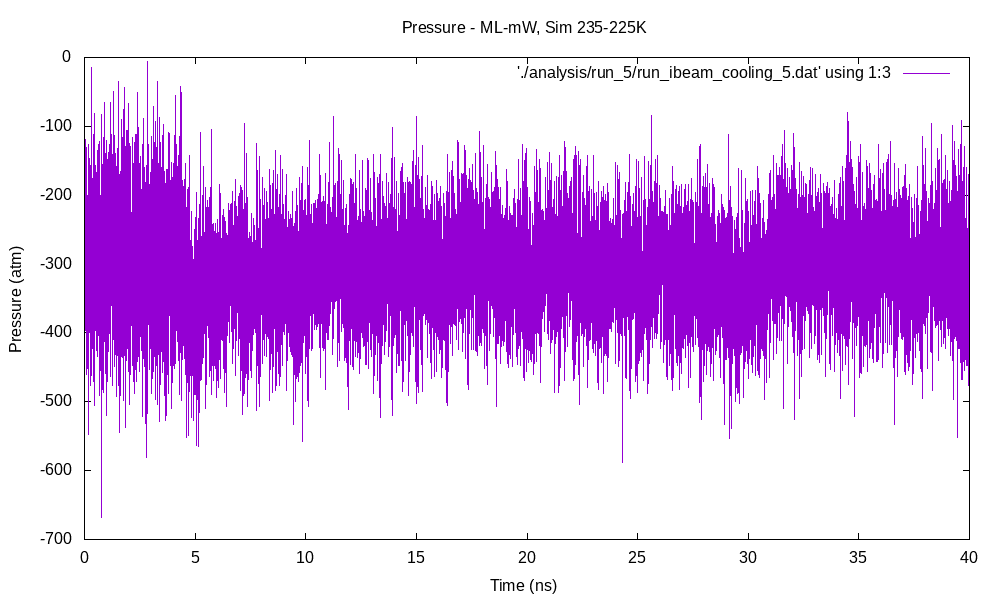 Pressure - ML-mW, Sim 235-225K
'./analysis/run_5/run_ibeam_cooling_5.dat' using 1:3
0
-100
-200
-300
-400
-500
-600
-700
Pressure (atm)
0 5 10 15 20 25 30 35 40
Time (ns)